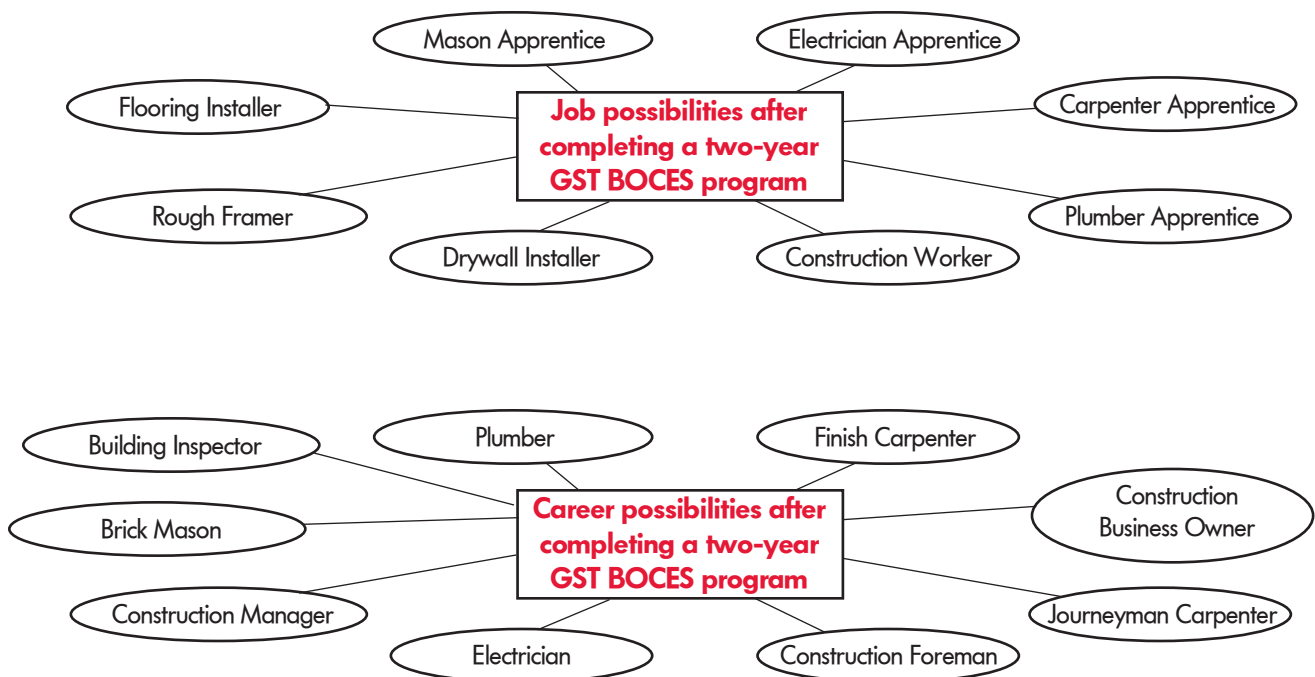 Mason Apprentice
Electrician Apprentice
Flooring Installer
Job possibilities after
completing a two-year
GST BOCES program
Carpenter Apprentice
Rough Framer
Plumber Apprentice
Drywall Installer
Construction Worker
Building Inspector
Plumber
Finish Carpenter
Brick Mason
Career possibilities after
completing a two-year
GST BOCES program
Construction
Business Owner
Construction Manager
Journeyman Carpenter
Electrician
Construction Foreman